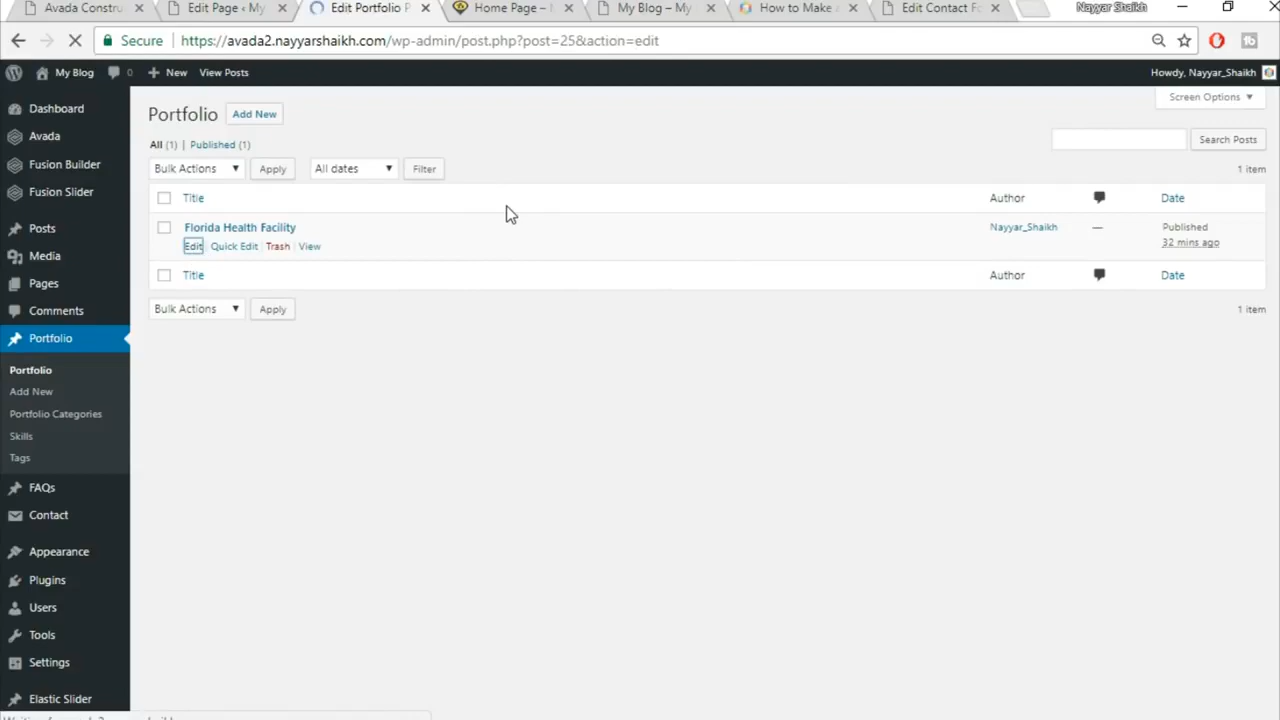 Avada Constru
Edit Page ‹ My
Edit Portfolio P
Home Page –
My Blog – My
How to Make
Edit Contact Fo
Nayyar Shaikh
Secure
https://avada2.nayyarshaikh.com/wp-admin/post.php?post=25&action=edit
My Blog
0
New
View Posts
Howdy, Nayyar_Shaikh
Dashboard
Avada
Fusion Builder
Fusion Slider
Posts
Media
Pages
Comments
Portfolio
Portfolio
Add New
Portfolio Categories
Skills
Tags
FAQs
Contact
Appearance
Plugins
Users
Tools
Settings
Elastic Slider
Portfolio
Add New
Screen Options
All (1) | Published (1)
Search Posts
Bulk Actions
Apply
All dates
Filter
1 item
Title
Author
Date
Florida Health Facility
Nayyar_Shaikh
—
Published
Edit | Quick Edit | Trash | View
32 mins ago
Title
Author
Date
Bulk Actions
Apply
1 item